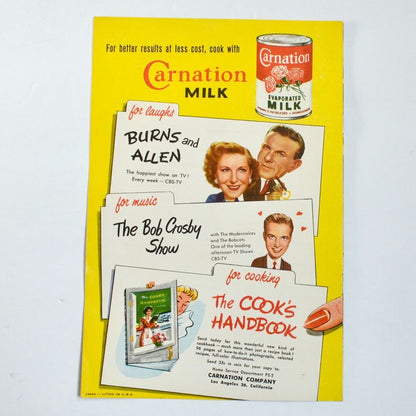 For better results at less cost, cook with
Carnation
MILK
Carnation
EVAPORATED
MILK
for laughs
BURNS and
ALLEN
The happiest show on TV!
Every week — CBS-TV
for music
The Bob Crosby
Show
with The Modernaires
and The Bobcats
One of the leading
afternoon TV Shows
CBS-TV
for cooking
The COOK'S
HANDBOOK
The
COOK'S
HANDBOOK
Send today for this wonderful new kind of
cookbook — much more than just a recipe book!
96 pages of how-to-do-it photographs, selected
recipes, full-color illustrations.
Send 25¢ in coin for your copy to:
Home Service Department PS-3
CARNATION COMPANY
Los Angeles 36, California
LITHO IN U.S.A.